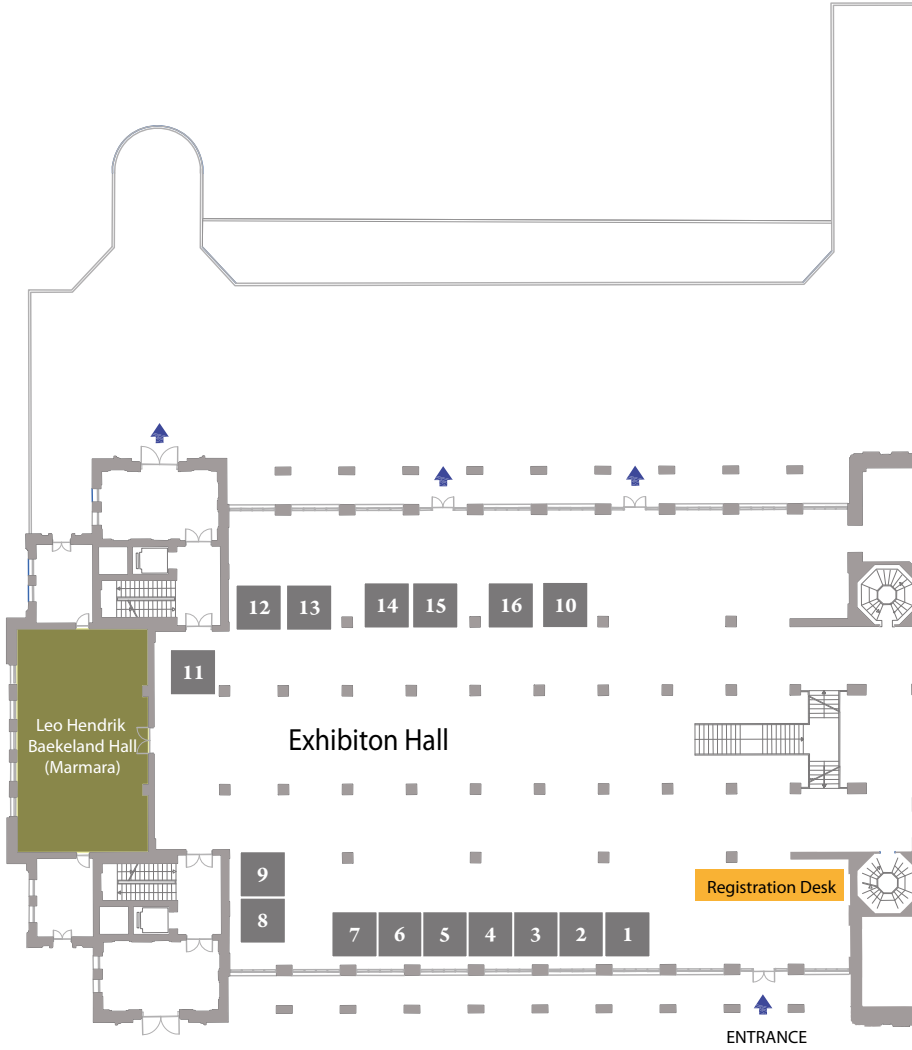 12 13 14 15 16 10
11
Leo Hendrik
Baekeland Hall
(Marmara)
Exhibiton Hall
9
8
Registration Desk
7 6 5 4 3 2 1
ENTRANCE